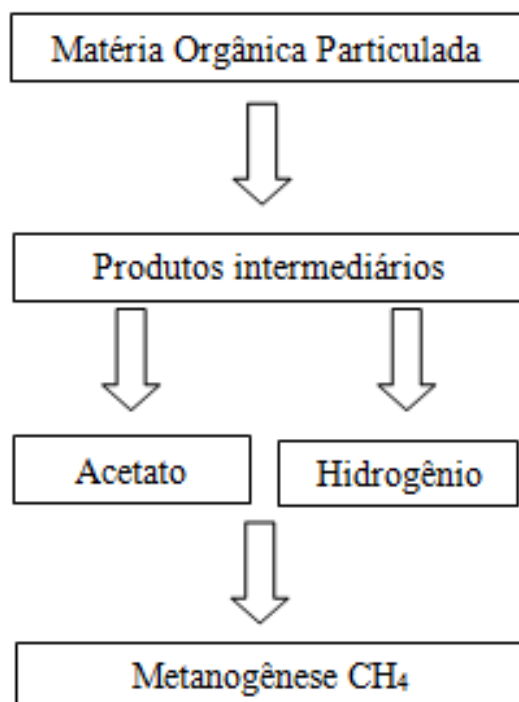 Matéria Orgânica Particulada
Produtos intermediários
Acetato
Hidrogênio
Metanogênese CH₄